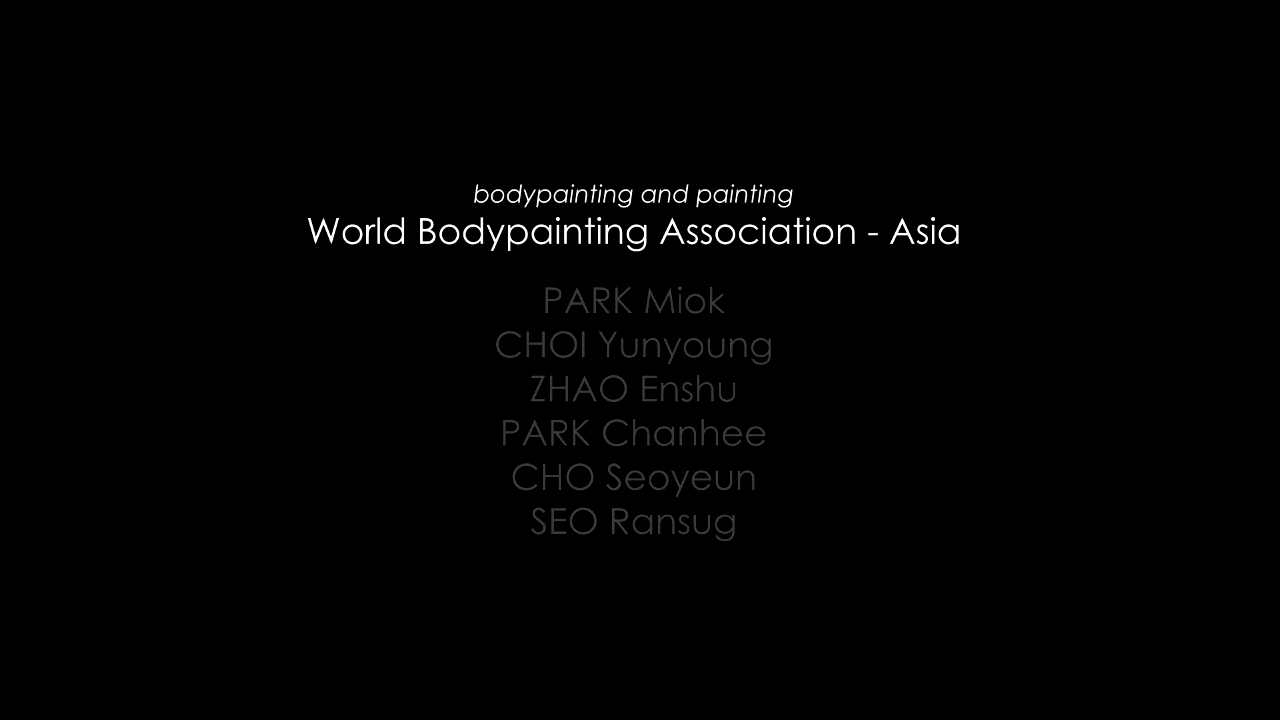 bodypainting and painting
World Bodypainting Association - Asia
PARK Miok
CHOI Yunyoung
ZHAO Enshu
PARK Chanhee
CHO Seoyeun
SEO Ransug